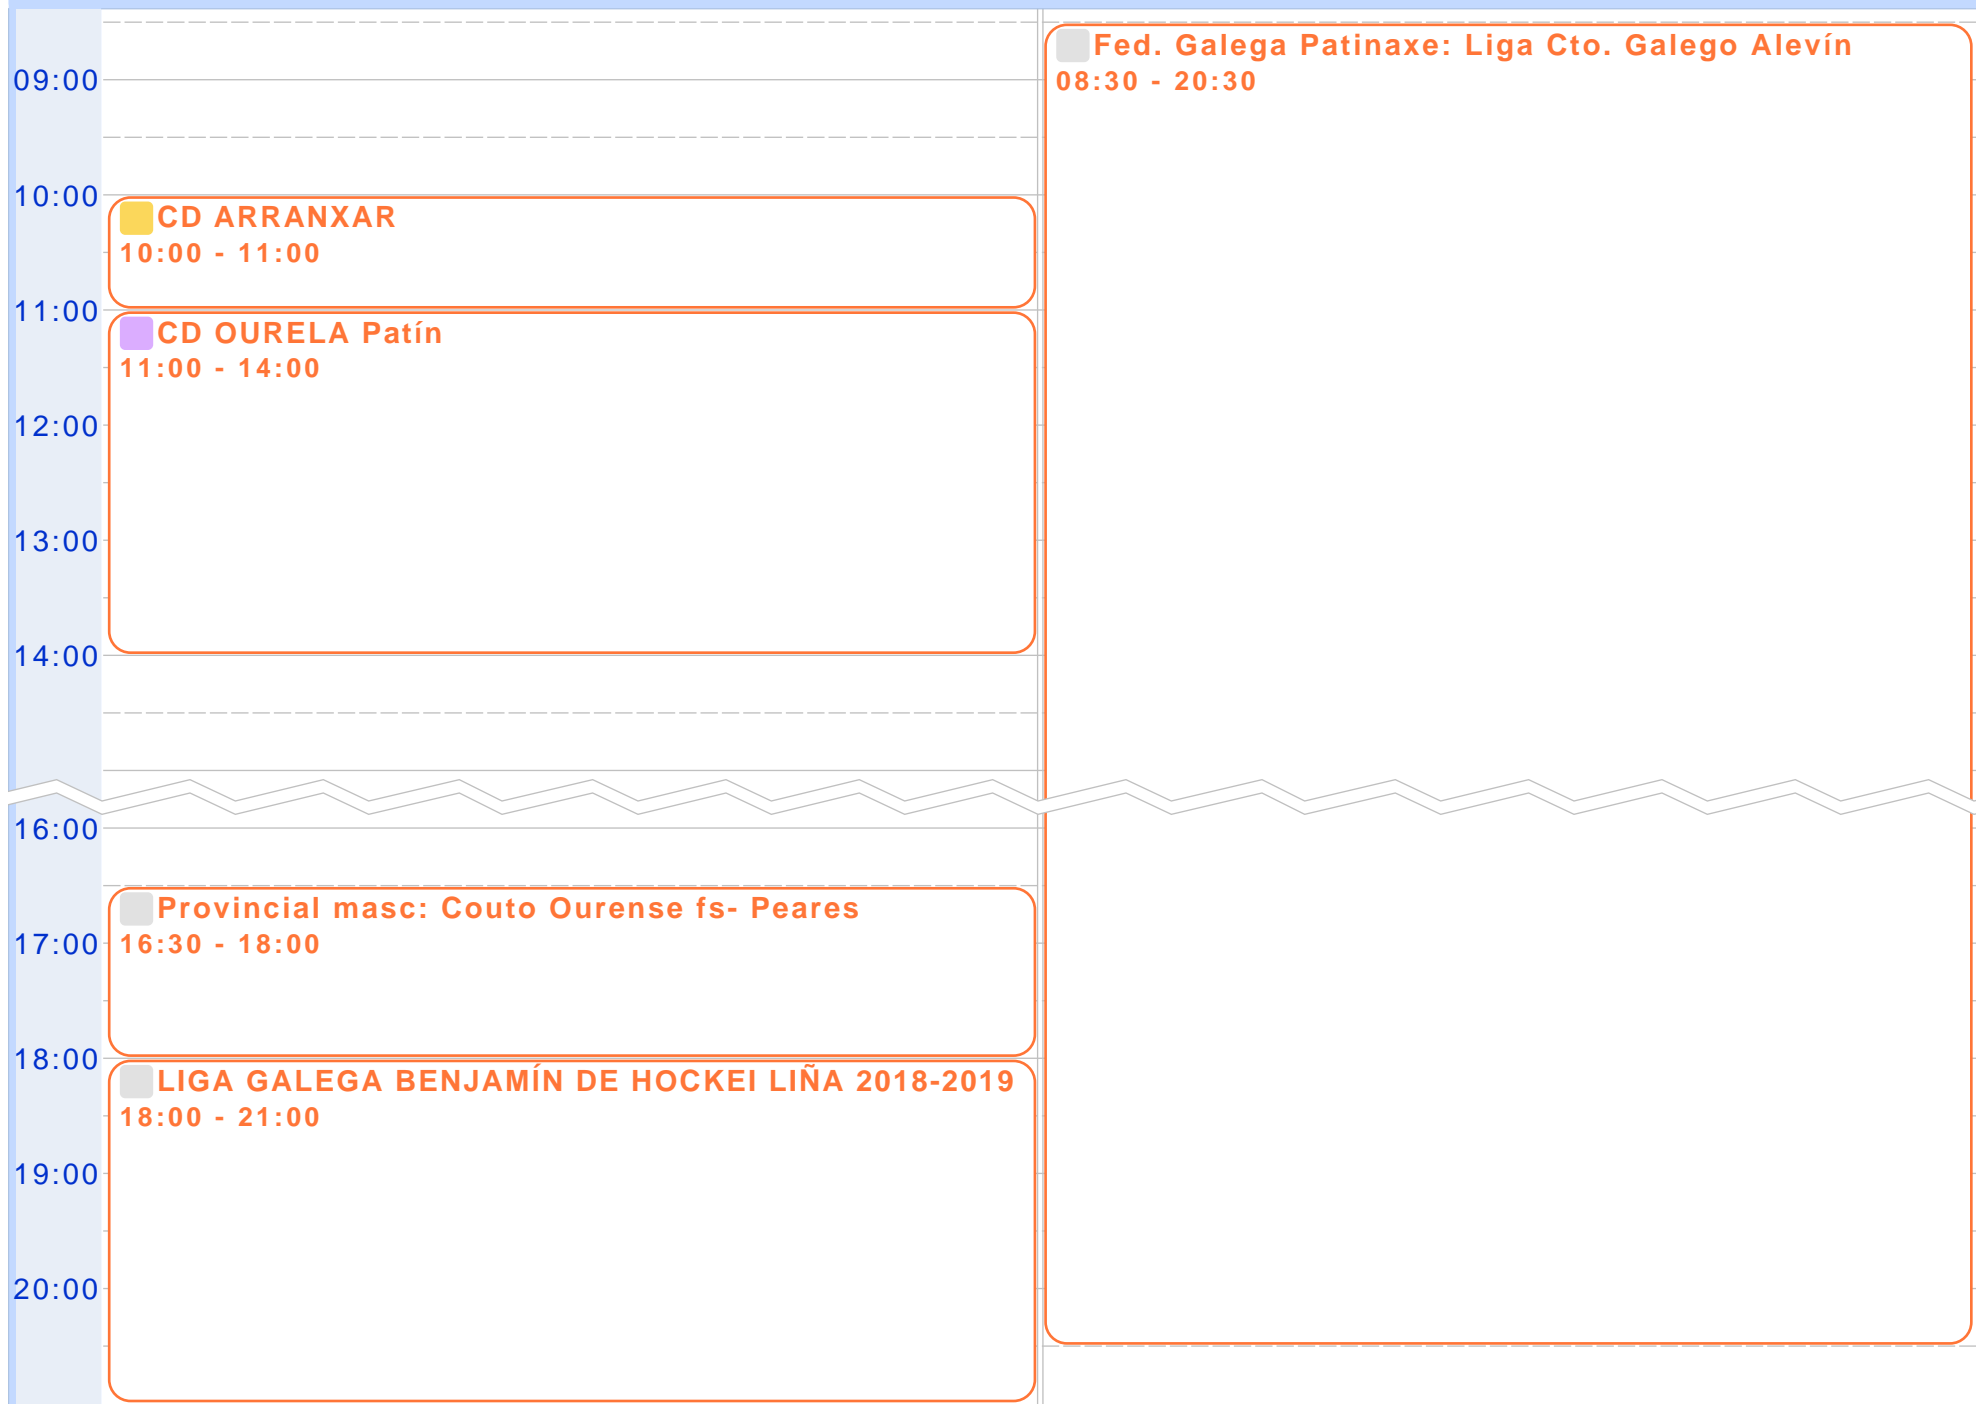 09:00
10:00
11:00
12:00
13:00
14:00
16:00
17:00
18:00
19:00
20:00
CD ARRANXAR
10:00 - 11:00
CD OURELA Patín
11:00 - 14:00
Provincial masc: Couto Ourense fs- Peares
16:30 - 18:00
LIGA GALEGA BENJAMÍN DE HOCKEI LIÑA 2018-2019
18:00 - 21:00
Fed. Galega Patinaxe: Liga Cto. Galego Alevín
08:30 - 20:30